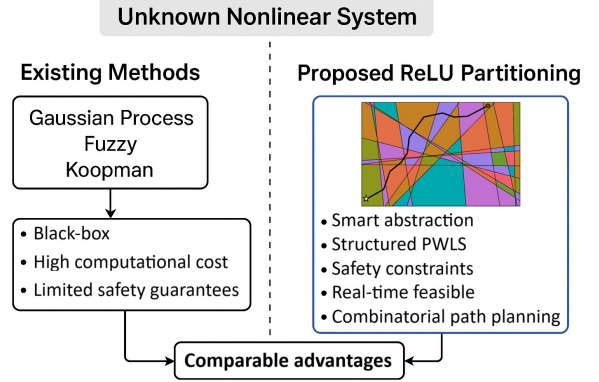 Unknown Nonlinear System
Existing Methods
Gaussian Process
Fuzzy
Koopman
• Black-box
• High computational cost
• Limited safety guarantees
Proposed ReLU Partitioning
• Smart abstraction
• Structured PWLS
• Safety constraints
• Real-time feasible
• Combinatorial path planning
Comparable advantages